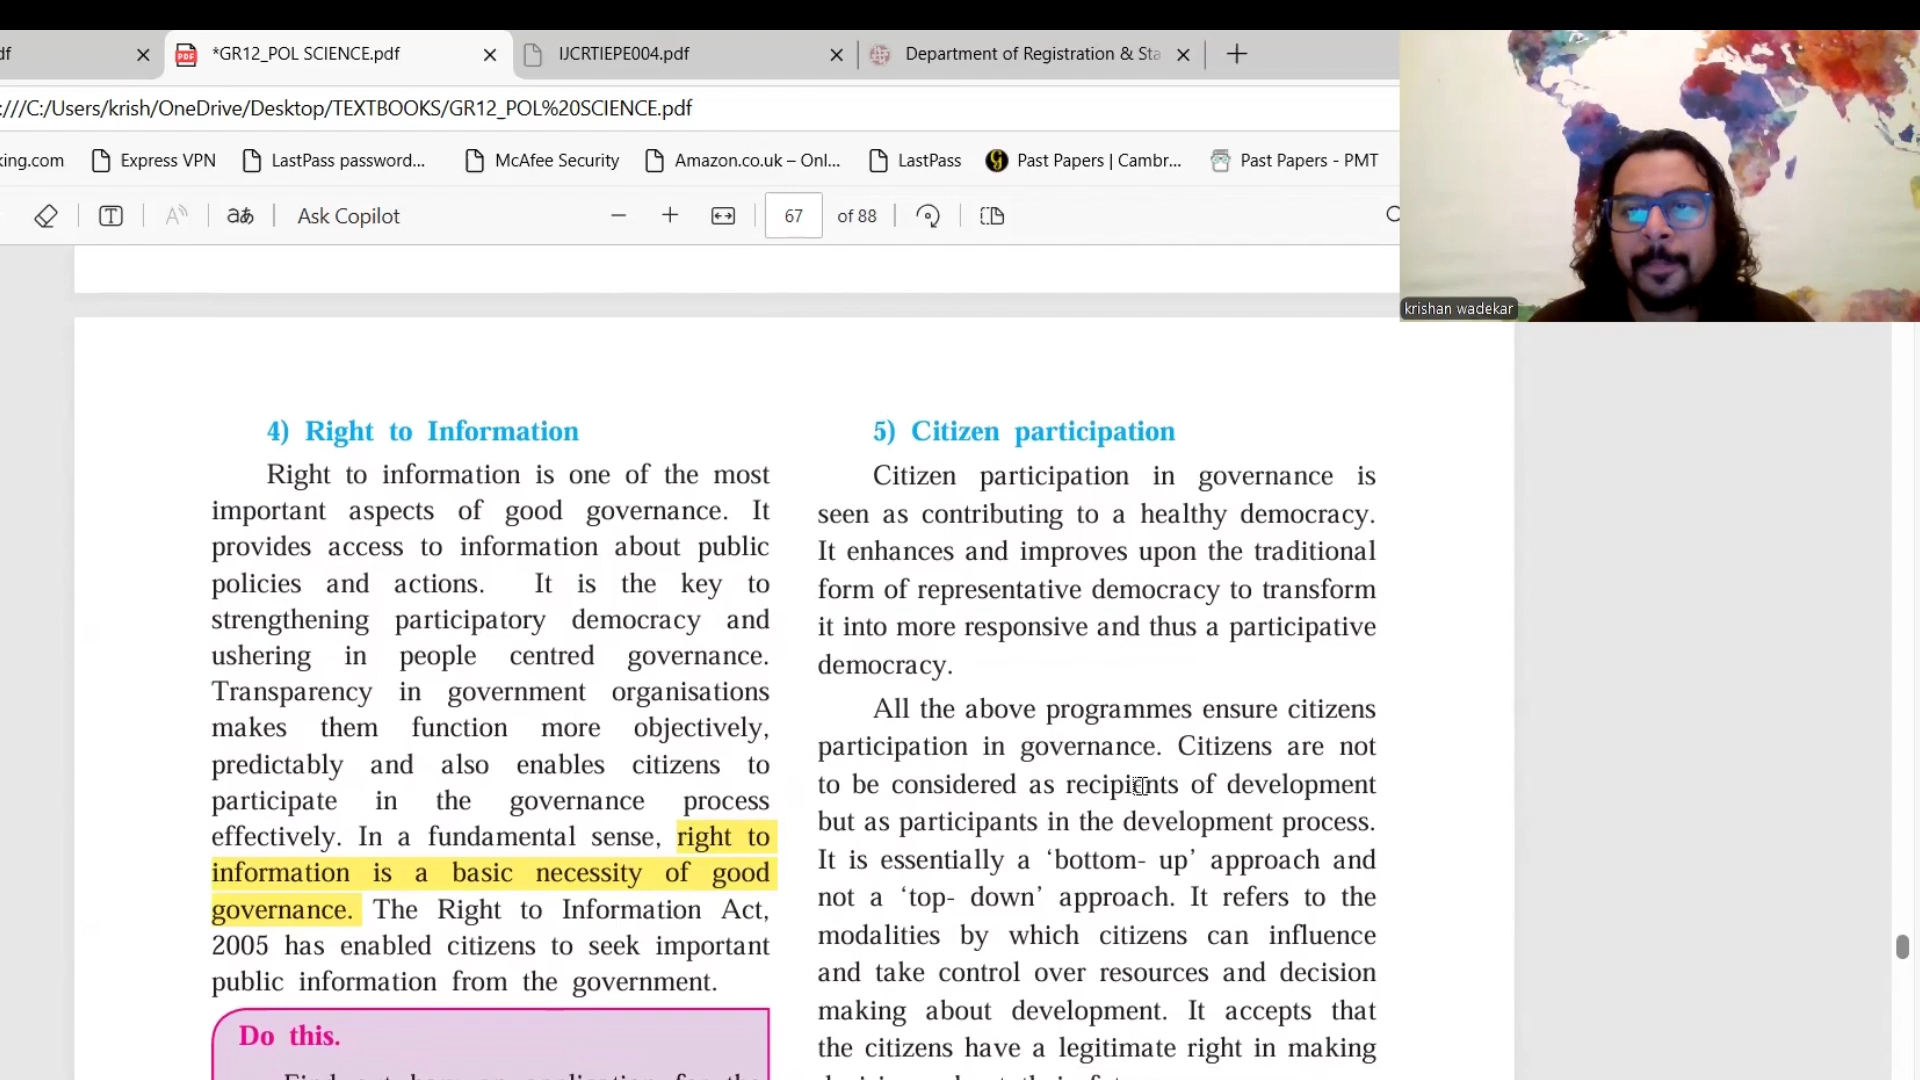 df
*GR12_POL SCIENCE.pdf
IJCRTIEPE004.pdf
Department of Registration & Sta
:///C:/Users/krish/OneDrive/Desktop/TEXTBOOKS/GR12_POL%20SCIENCE.pdf
king.com
Express VPN
LastPass password...
McAfee Security
Amazon.co.uk – Onl...
LastPass
Past Papers | Cambr...
Past Papers - PMT
Ask Copilot
67 of 88
krishan wadekar
4) Right to Information
Right to information is one of the most
important aspects of good governance. It
provides access to information about public
policies and actions. It is the key to
strengthening participatory democracy and
ushering in people centred governance.
Transparency in government organisations
makes them function more objectively,
predictably and also enables citizens to
participate in the governance process
effectively. In a fundamental sense, right to
information is a basic necessity of good
governance. The Right to Information Act,
2005 has enabled citizens to seek important
public information from the government.
Do this.
5) Citizen participation
Citizen participation in governance is
seen as contributing to a healthy democracy.
It enhances and improves upon the traditional
form of representative democracy to transform
it into more responsive and thus a participative
democracy.
All the above programmes ensure citizens
participation in governance. Citizens are not
to be considered as recipients of development
but as participants in the development process.
It is essentially a ‘bottom- up’ approach and
not a ‘top- down’ approach. It refers to the
modalities by which citizens can influence
and take control over resources and decision
making about development. It accepts that
the citizens have a legitimate right in making